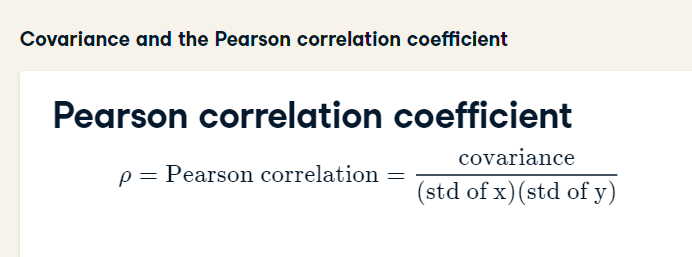 Covariance and the Pearson correlation coefficient
Pearson correlation coefficient
ρ = Pearson correlation = covariance / (std of x)(std of y)